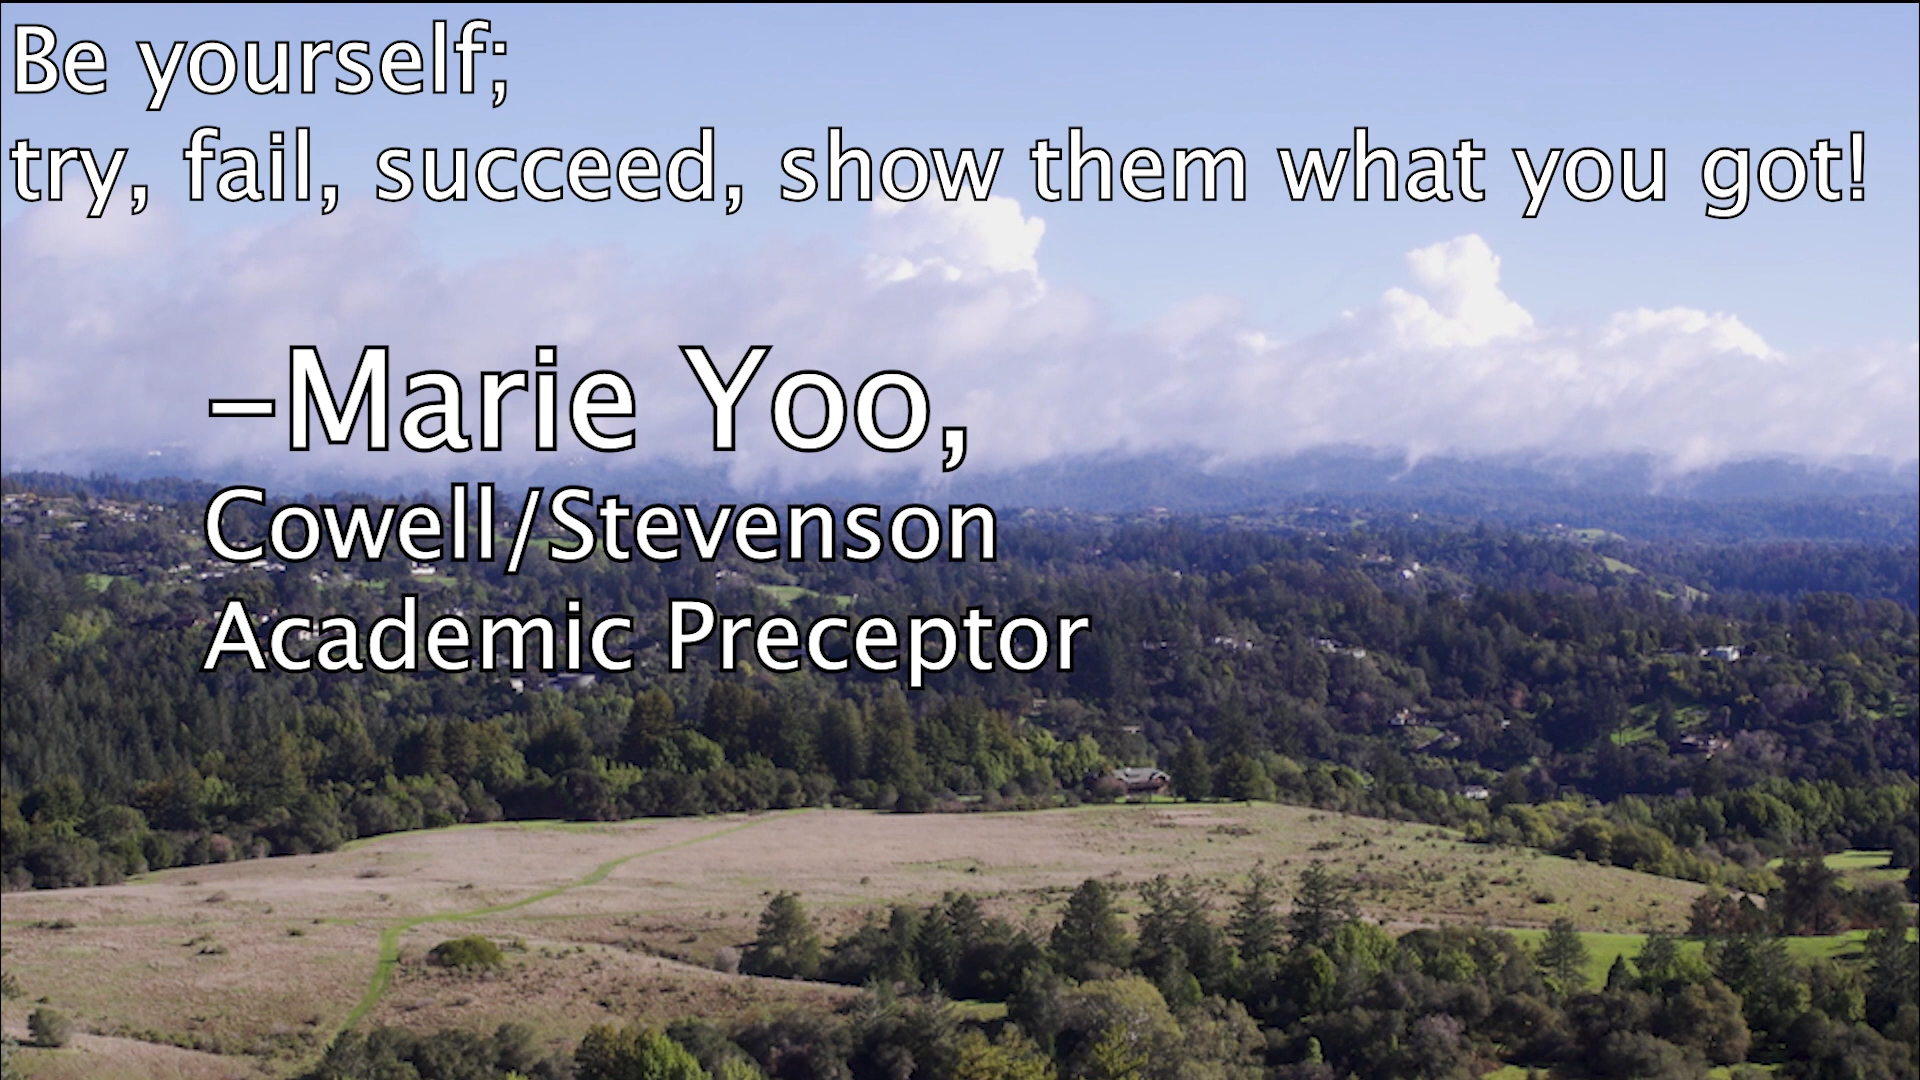 Be yourself;
try, fail, succeed, show them what you got!
–Marie Yoo,
Cowell/Stevenson
Academic Preceptor